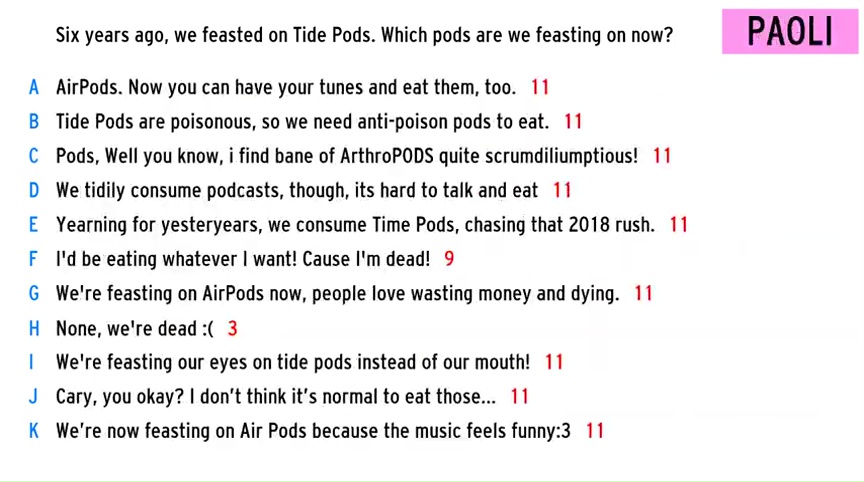 Six years ago, we feasted on Tide Pods. Which pods are we feasting on now?
PAOLI
A AirPods. Now you can have your tunes and eat them, too. 11
B Tide Pods are poisonous, so we need anti-poison pods to eat. 11
C Pods, Well you know, i find bane of ArthroPODS quite scrumdiliumptious! 11
D We tidily consume podcasts, though, its hard to talk and eat 11
E Yearning for yesteryears, we consume Time Pods, chasing that 2018 rush. 11
F I'd be eating whatever I want! Cause I'm dead! 9
G We're feasting on AirPods now, people love wasting money and dying. 11
H None, we're dead :( 3
I We're feasting our eyes on tide pods instead of our mouth! 11
J Cary, you okay? I don’t think it’s normal to eat those... 11
K We’re now feasting on Air Pods because the music feels funny:3 11